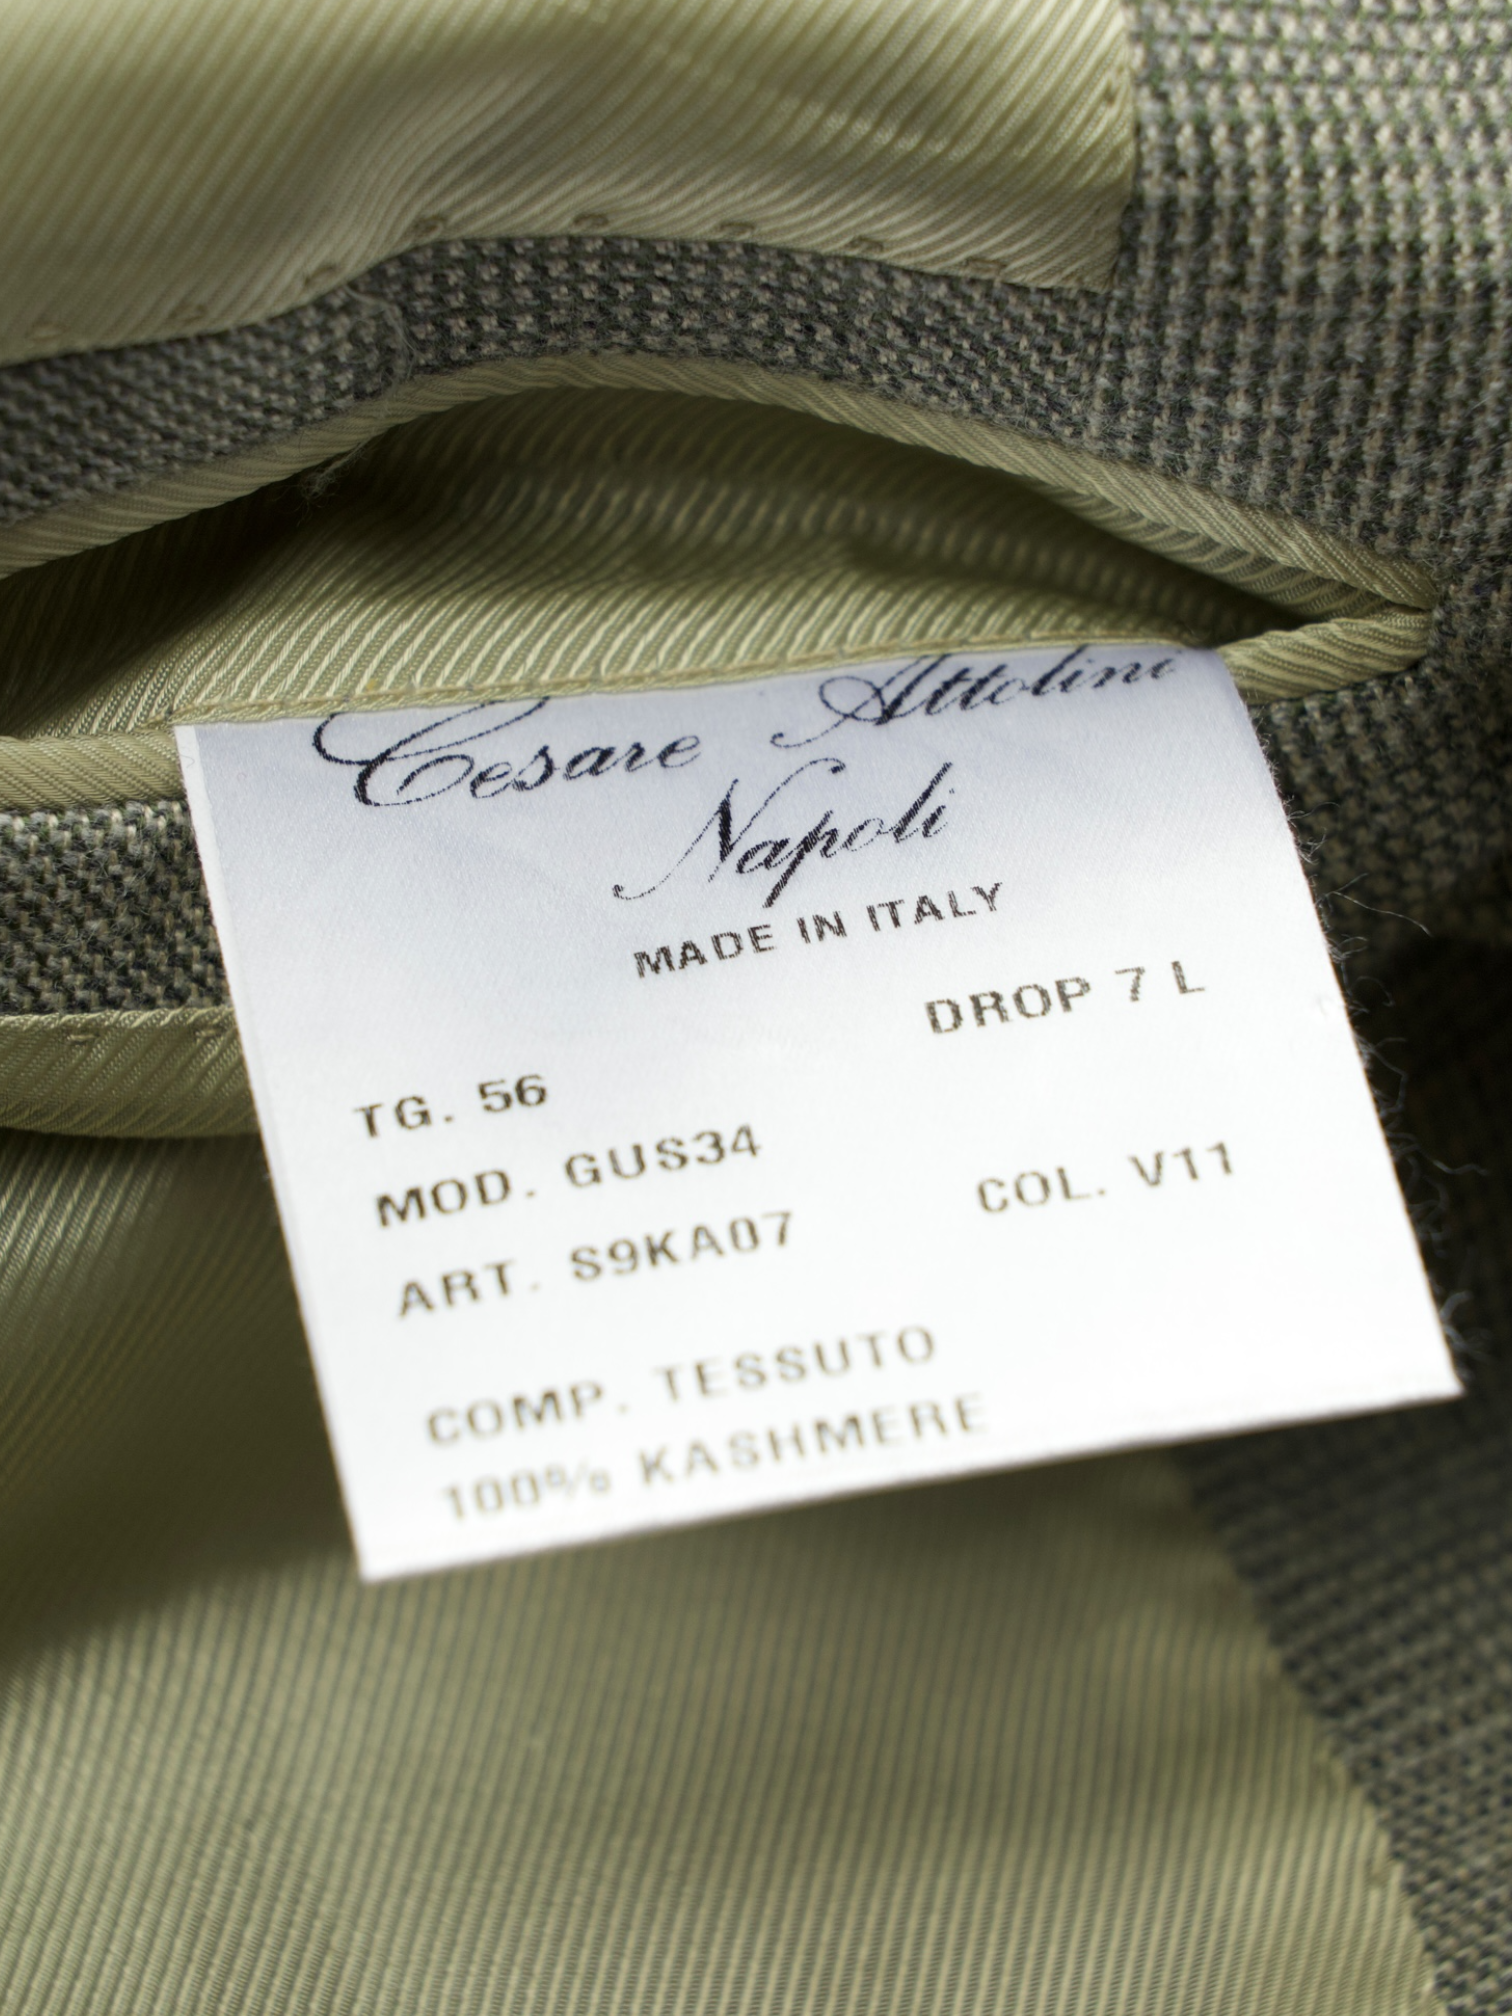 Cesare Attolini
Napoli
MADE IN ITALY
DROP 7 L
TG. 56
MOD. GUS34
ART. S9KA07 COL. V11
COMP. TESSUTO
100% KASHMERE